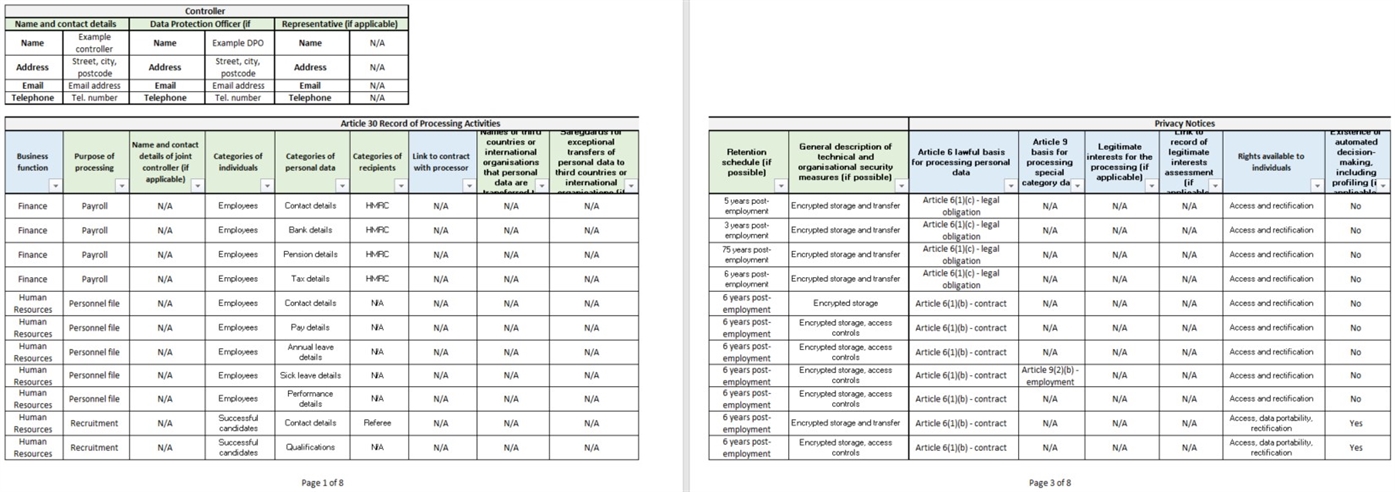 Controller
Name and contact details Data Protection Officer (if Representative (if applicable)
Name Example controller Name Example DPO Name N/A
Address Street, city, postcode Address Street, city, postcode Address N/A
Email Email address Email Email address Email N/A
Telephone Tel. number Telephone Tel. number Telephone N/A
Article 30 Record of Processing Activities
Business function Purpose of processing Name and contact details of joint controller (if applicable) Categories of individuals Categories of personal data Categories of recipients Link to contract with processor Names of third countries or international organisations that personal data are transferred t Safeguards for exceptional transfers of personal data to third countries or international organisations (if
Finance Payroll N/A Employees Contact details HMRC N/A N/A N/A
Finance Payroll N/A Employees Bank details HMRC N/A N/A N/A
Finance Payroll N/A Employees Pension details HMRC N/A N/A N/A
Finance Payroll N/A Employees Tax details HMRC N/A N/A N/A
Human Resources Personnel file N/A Employees Contact details N/A N/A N/A N/A
Human Resources Personnel file N/A Employees Pay details N/A N/A N/A N/A
Human Resources Personnel file N/A Employees Annual leave details N/A N/A N/A N/A
Human Resources Personnel file N/A Employees Sick leave details N/A N/A N/A N/A
Human Resources Personnel file N/A Employees Performance details N/A N/A N/A N/A
Human Resources Recruitment N/A Successful candidates Contact details Referee N/A N/A N/A
Human Resources Recruitment N/A Successful candidates Qualifications N/A N/A N/A N/A
Page 1 of 8
Privacy Notices
Retention schedule (if possible) General description of technical and organisational security measures (if possible) Article 6 lawful basis for processing personal data Article 9 basis for processing special category da Legitimate interests for the processing (if applicable) Link to record of legitimate interests assessment (if applicable Rights available to individuals Existence of automated decision-making, including profiling (i applicable
5 years post-employment Encrypted storage and transfer Article 6(1)(c) - legal obligation N/A N/A N/A Access and rectification No
3 years post-employment Encrypted storage and transfer Article 6(1)(c) - legal obligation N/A N/A N/A Access and rectification No
75 years post-employment Encrypted storage and transfer Article 6(1)(c) - legal obligation N/A N/A N/A Access and rectification No
6 years post-employment Encrypted storage and transfer Article 6(1)(c) - legal obligation N/A N/A N/A Access and rectification No
6 years post-employment Encrypted storage Article 6(1)(b) - contract N/A N/A N/A Access and rectification No
6 years post-employment Encrypted storage, access controls Article 6(1)(b) - contract N/A N/A N/A Access and rectification No
6 years post-employment Encrypted storage, access controls Article 6(1)(b) - contract N/A N/A N/A Access and rectification No
6 years post-employment Encrypted storage, access controls Article 6(1)(b) - contract Article 9(2)(b) - employment N/A N/A Access and rectification No
6 years post-employment Encrypted storage, access controls Article 6(1)(b) - contract N/A N/A N/A Access and rectification No
6 years post-employment Encrypted storage and transfer Article 6(1)(b) - contract N/A N/A N/A Access, data portability, rectification Yes
6 years post-employment Encrypted storage, access controls Article 6(1)(b) - contract N/A N/A N/A Access, data portability, rectification Yes
Page 3 of 8